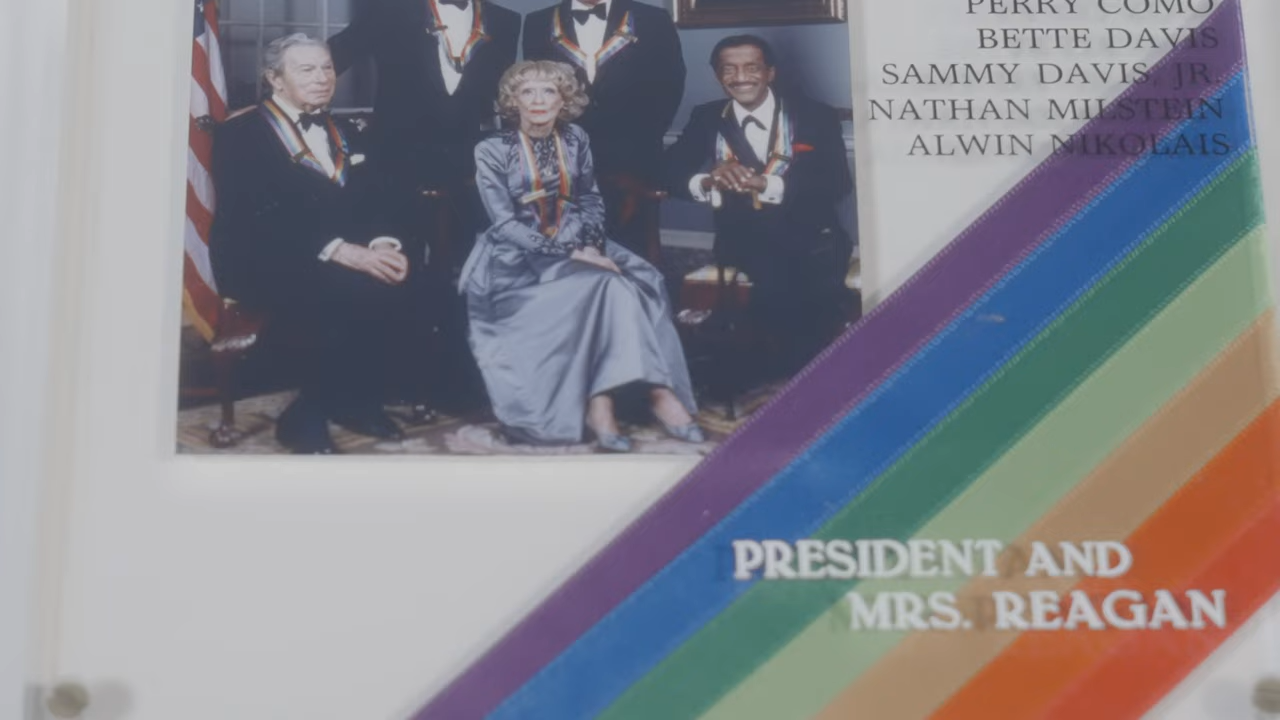 PERRY COMO
BETTE DAVIS
SAMMY DAVIS, JR.
NATHAN MILSTEIN
ALWIN NIKOLAIS
PRESIDENT AND
MRS. REAGAN